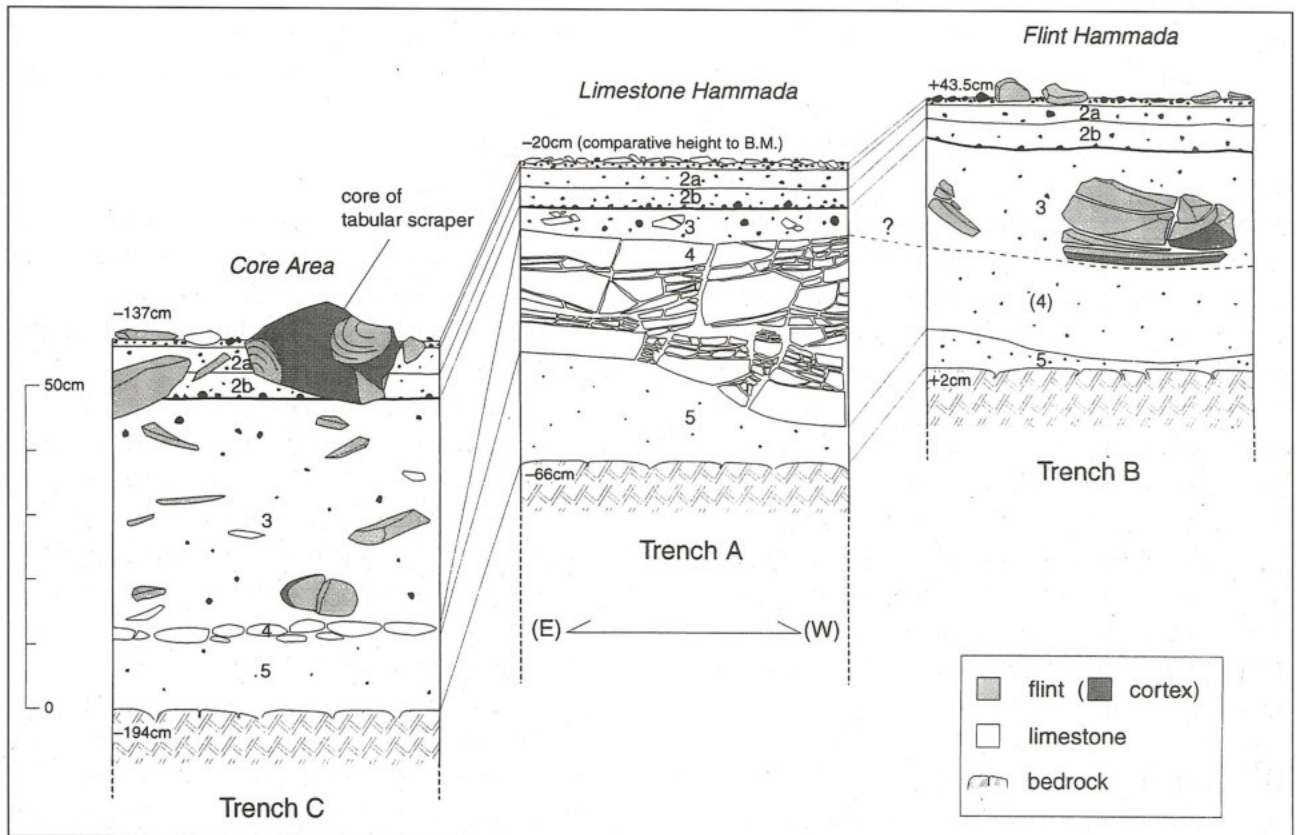 Flint Hammada
+43.5cm
2a
2b
3
?
(4)
5
+2cm
Trench B
Limestone Hammada
–20cm (comparative height to B.M.)
2a
2b
3
4
5
–66cm
Trench A
(E) (W)
core of
tabular scraper
Core Area
–137cm
2a
2b
3
4
5
–194cm
Trench C
50cm
0
flint ( cortex)
limestone
bedrock